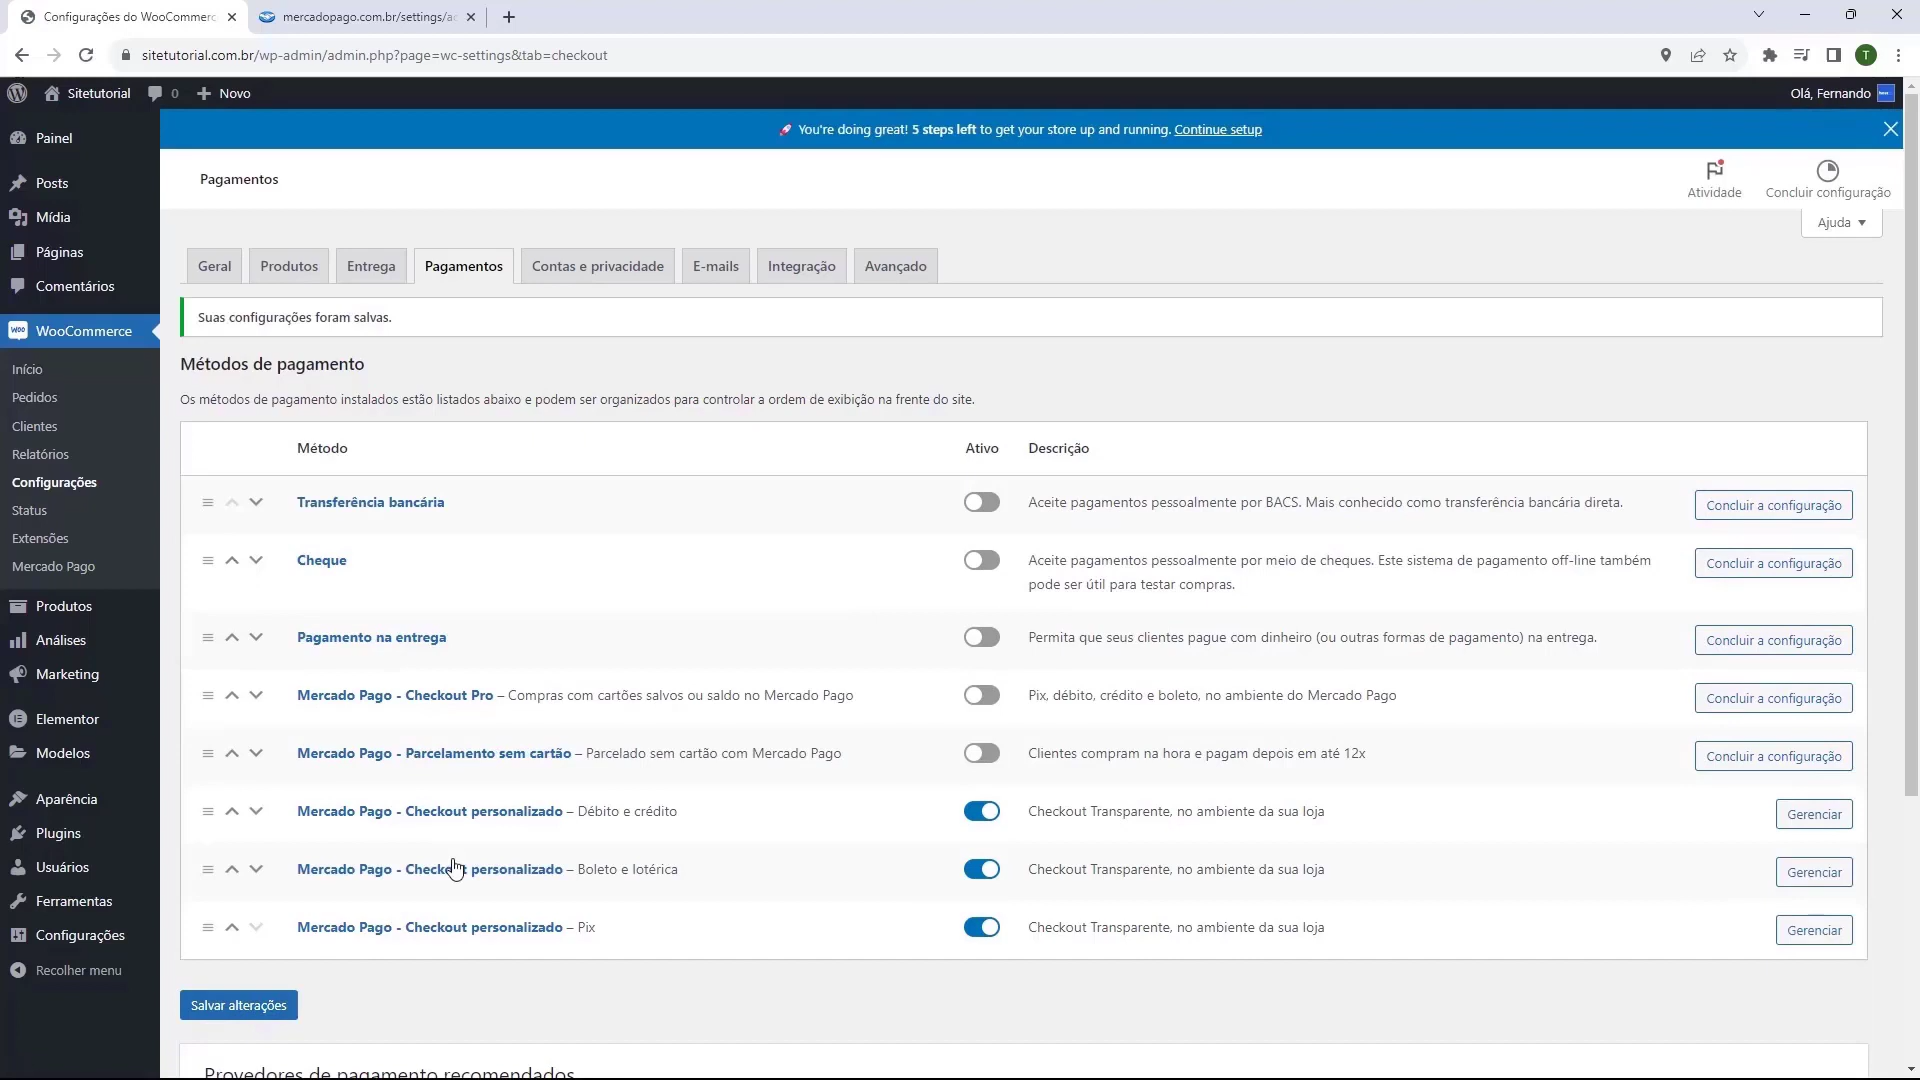 Configurações do WooCommerc
mercadopago.com.br/settings/ac
sitetutorial.com.br/wp-admin/admin.php?page=wc-settings&tab=checkout
T
Sitetutorial
0
Novo
Olá, Fernando
🚀 You're doing great! 5 steps left to get your store up and running. Continue setup
Painel
Posts
Mídia
Páginas
Comentários
WooCommerce
Início
Pedidos
Clientes
Relatórios
Configurações
Status
Extensões
Mercado Pago
Produtos
Análises
Marketing
Elementor
Modelos
Aparência
Plugins
Usuários
Ferramentas
Configurações
Recolher menu
Pagamentos
Atividade
Concluir configuração
Ajuda
Geral
Produtos
Entrega
Pagamentos
Contas e privacidade
E-mails
Integração
Avançado
Suas configurações foram salvas.
Métodos de pagamento
Os métodos de pagamento instalados estão listados abaixo e podem ser organizados para controlar a ordem de exibição na frente do site.
Método Ativo Descrição
Transferência bancária
Aceite pagamentos pessoalmente por BACS. Mais conhecido como transferência bancária direta.
Concluir a configuração
Cheque
Aceite pagamentos pessoalmente por meio de cheques. Este sistema de pagamento off-line também
pode ser útil para testar compras.
Concluir a configuração
Pagamento na entrega
Permita que seus clientes pague com dinheiro (ou outras formas de pagamento) na entrega.
Concluir a configuração
Mercado Pago - Checkout Pro – Compras com cartões salvos ou saldo no Mercado Pago
Pix, débito, crédito e boleto, no ambiente do Mercado Pago
Concluir a configuração
Mercado Pago - Parcelamento sem cartão – Parcelado sem cartão com Mercado Pago
Clientes compram na hora e pagam depois em até 12x
Concluir a configuração
Mercado Pago - Checkout personalizado – Débito e crédito
Checkout Transparente, no ambiente da sua loja
Gerenciar
Mercado Pago - Checkout personalizado – Boleto e lotérica
Checkout Transparente, no ambiente da sua loja
Gerenciar
Mercado Pago - Checkout personalizado – Pix
Checkout Transparente, no ambiente da sua loja
Gerenciar
Salvar alterações
Provedores de pagamento recomendados